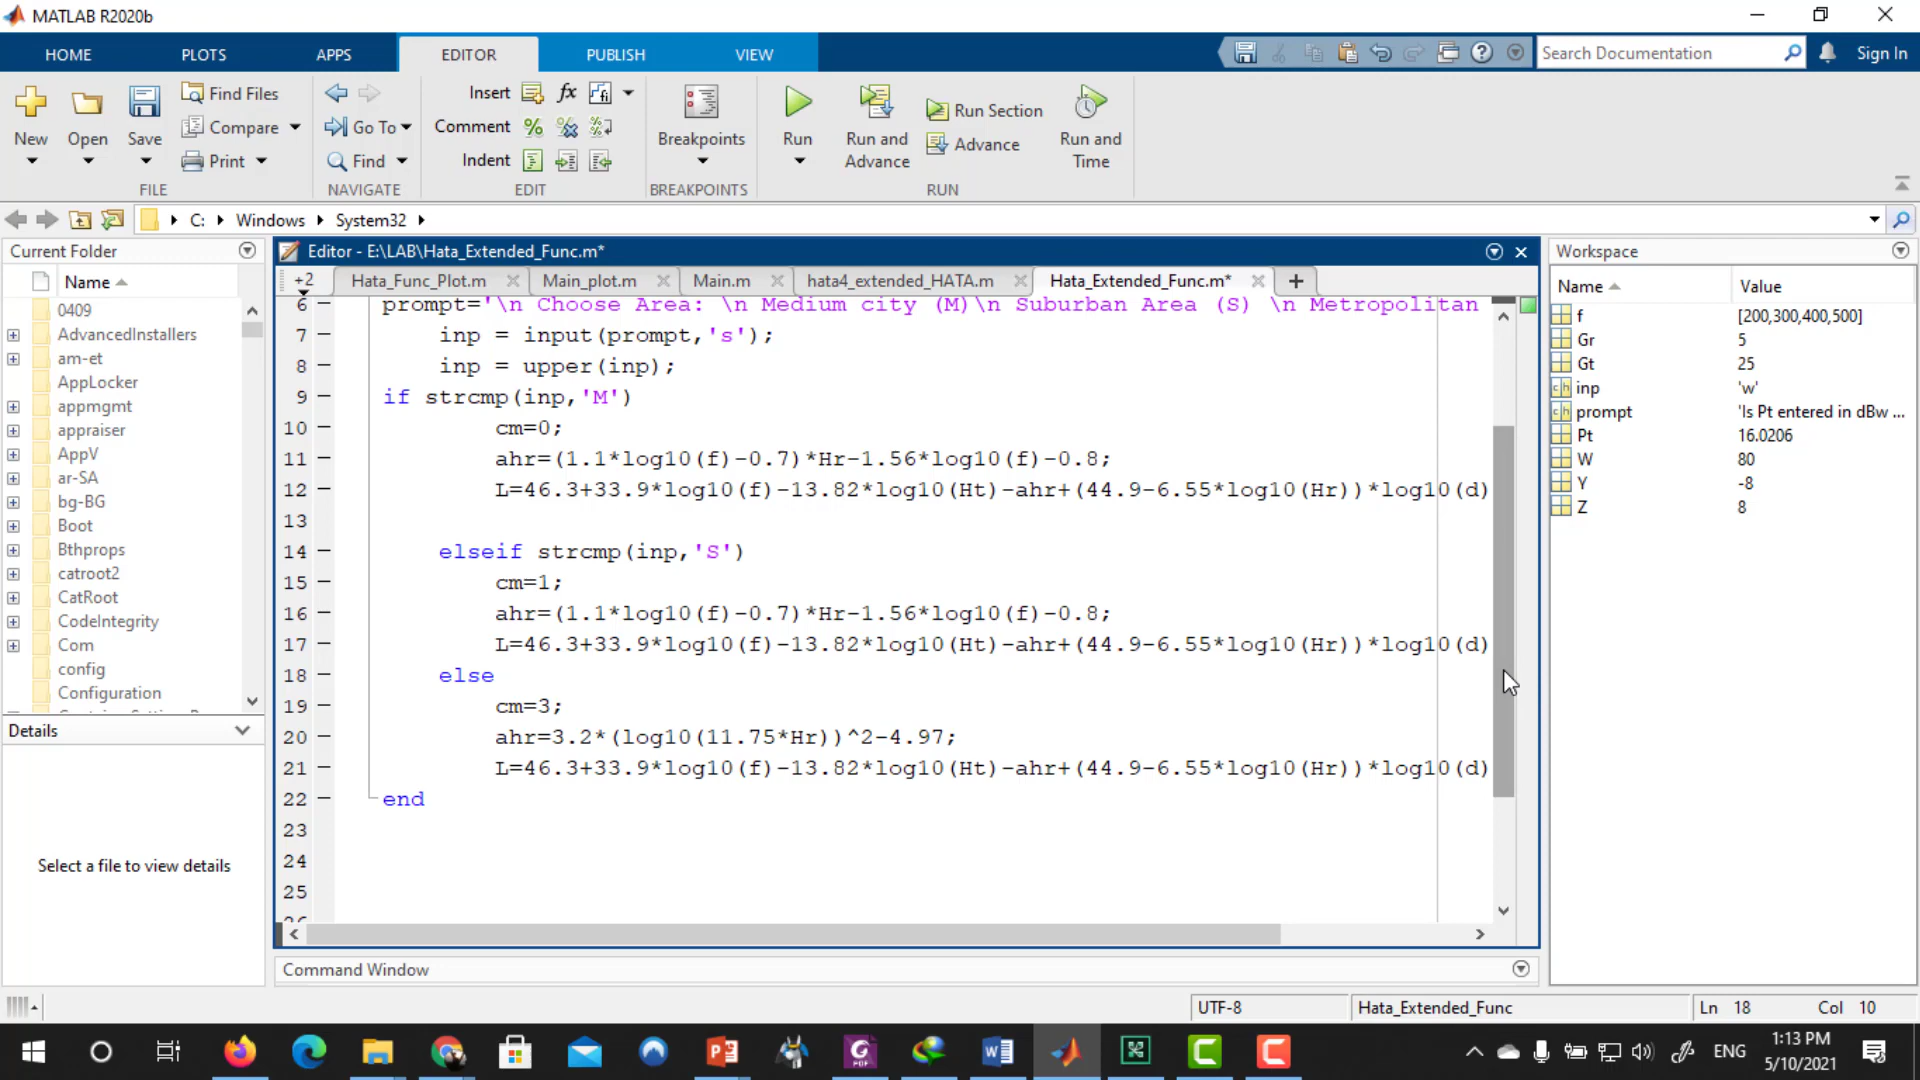 MATLAB R2020b
HOME PLOTS APPS EDITOR PUBLISH VIEW
Search Documentation Sign In
New Open Save
Find Files
Compare
Print
FILE
Go To
Find
NAVIGATE
Insert fx
Comment
Indent
EDIT
Breakpoints
BREAKPOINTS
Run
Run and Advance
Run Section
Advance
Run and Time
RUN
C: Windows System32
Current Folder
Name
0409
AdvancedInstallers
am-et
AppLocker
appmgmt
appraiser
AppV
ar-SA
bg-BG
Boot
Bthprops
catroot2
CatRoot
CodeIntegrity
Com
config
Configuration
Details
Select a file to view details
Editor - E:\LAB\Hata_Extended_Func.m*
+2 Hata_Func_Plot.m Main_plot.m Main.m hata4_extended_HATA.m Hata_Extended_Func.m*
6 prompt='\n Choose Area: \n Medium city (M)\n Suburban Area (S) \n Metropolitan
7 inp = input(prompt,'s');
8 inp = upper(inp);
9 if strcmp(inp,'M')
10 cm=0;
11 ahr=(1.1*log10(f)-0.7)*Hr-1.56*log10(f)-0.8;
12 L=46.3+33.9*log10(f)-13.82*log10(Ht)-ahr+(44.9-6.55*log10(Hr))*log10(d)
13
14 elseif strcmp(inp,'S')
15 cm=1;
16 ahr=(1.1*log10(f)-0.7)*Hr-1.56*log10(f)-0.8;
17 L=46.3+33.9*log10(f)-13.82*log10(Ht)-ahr+(44.9-6.55*log10(Hr))*log10(d)
18 else
19 cm=3;
20 ahr=3.2*(log10(11.75*Hr))^2-4.97;
21 L=46.3+33.9*log10(f)-13.82*log10(Ht)-ahr+(44.9-6.55*log10(Hr))*log10(d)
22 end
23
24
25
Command Window
Workspace
Name Value
f [200,300,400,500]
Gr 5
Gt 25
inp 'w'
prompt 'Is Pt entered in dBw ...
Pt 16.0206
W 80
Y -8
Z 8
UTF-8 Hata_Extended_Func Ln 18 Col 10
ENG
1:13 PM
5/10/2021